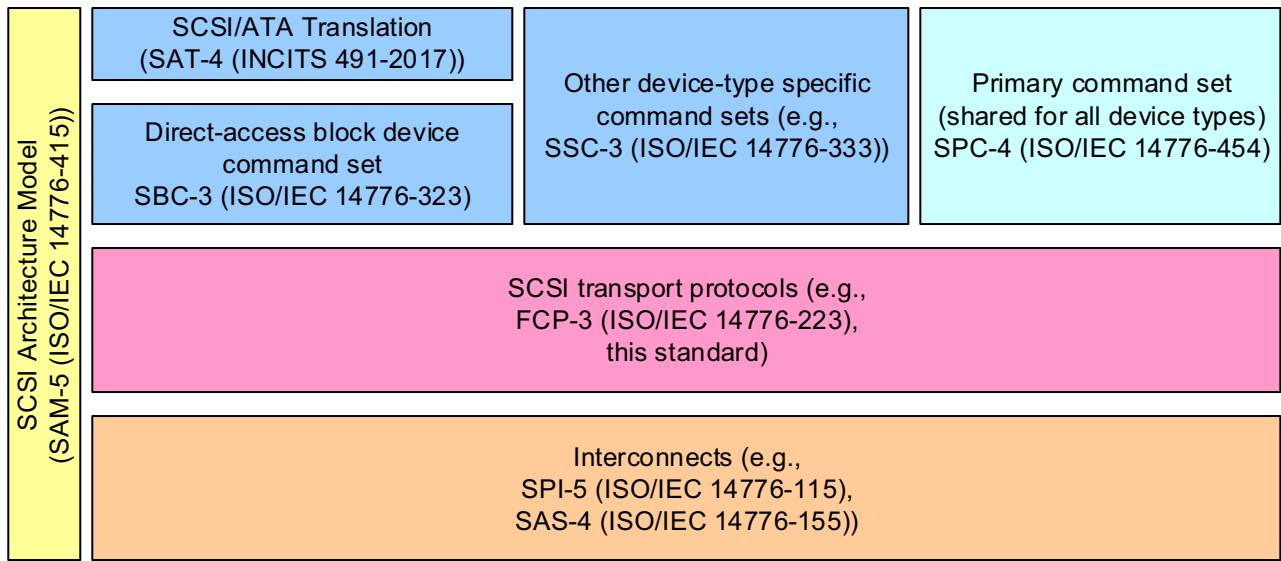 SCSI Architecture Model
(SAM-5 (ISO/IEC 14776-415))
SCSI/ATA Translation
(SAT-4 (INCITS 491-2017))
Direct-access block device
command set
SBC-3 (ISO/IEC 14776-323)
Other device-type specific
command sets (e.g.,
SSC-3 (ISO/IEC 14776-333))
Primary command set
(shared for all device types)
SPC-4 (ISO/IEC 14776-454)
SCSI transport protocols (e.g.,
FCP-3 (ISO/IEC 14776-223),
this standard)
Interconnects (e.g.,
SPI-5 (ISO/IEC 14776-115),
SAS-4 (ISO/IEC 14776-155))